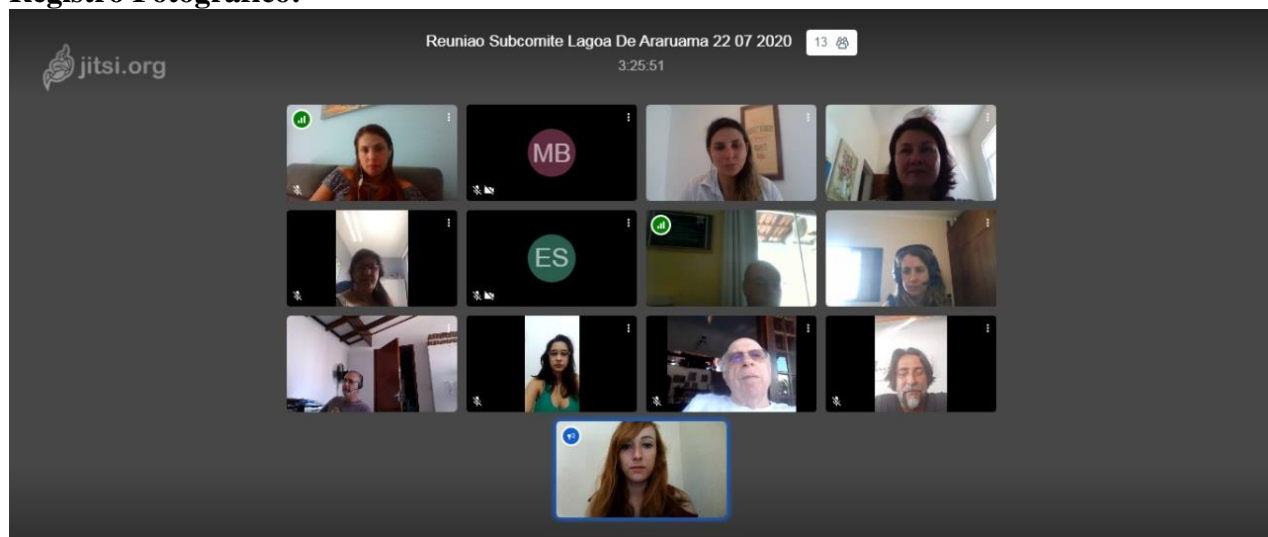 Registro Fotográfico:
Reuniao Subcomite Lagoa De Araruama 22 07 2020 13
3:25:51
jitsi.org
MB
ES